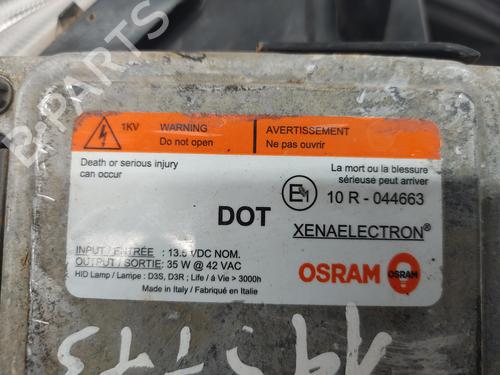 B-PARTS
1KV
WARNING
Do not open
AVERTISSEMENT
Ne pas ouvrir
Death or serious injury
can occur
La mort ou la blessure
sérieuse peut arriver
E1
10 R - 044663
DOT
XENAELECTRON®
INPUT / ENTRÉE : 13.5 VDC NOM.
OUTPUT / SORTIE: 35 W @ 42 VAC
HID Lamp / Lampe : D3S, D3R ; Life / á Vie > 3000h
Made in Italy / Fabriqué en Italie
OSRAM
OSRAM